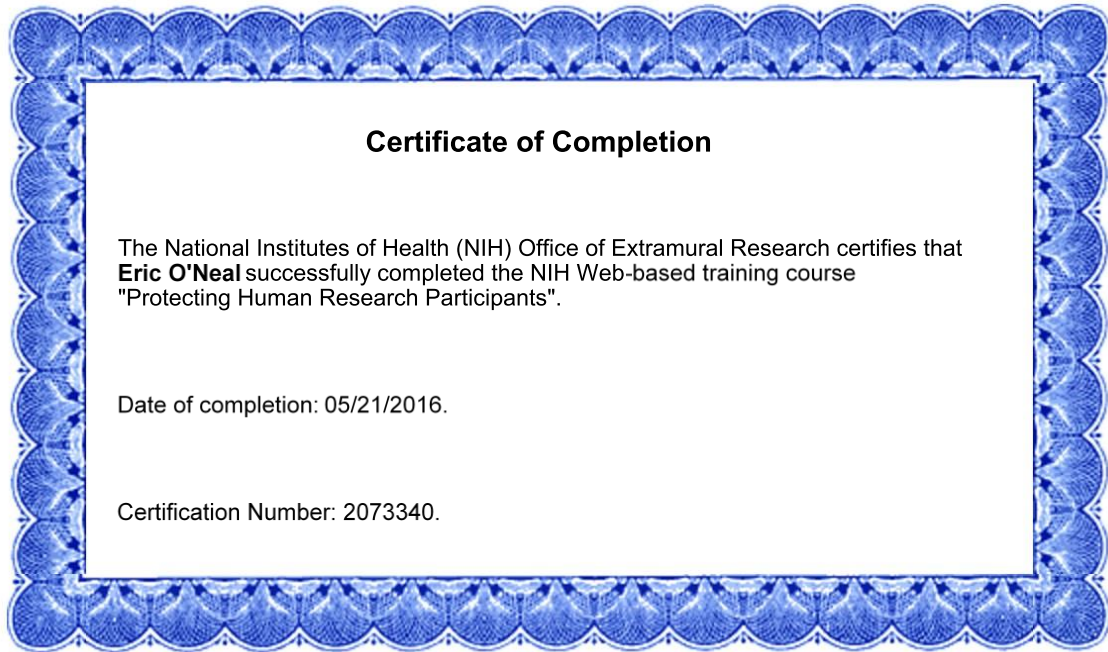 Certificate of Completion
The National Institutes of Health (NIH) Office of Extramural Research certifies that
Eric O'Neal successfully completed the NIH Web-based training course
"Protecting Human Research Participants".
Date of completion: 05/21/2016.
Certification Number: 2073340.